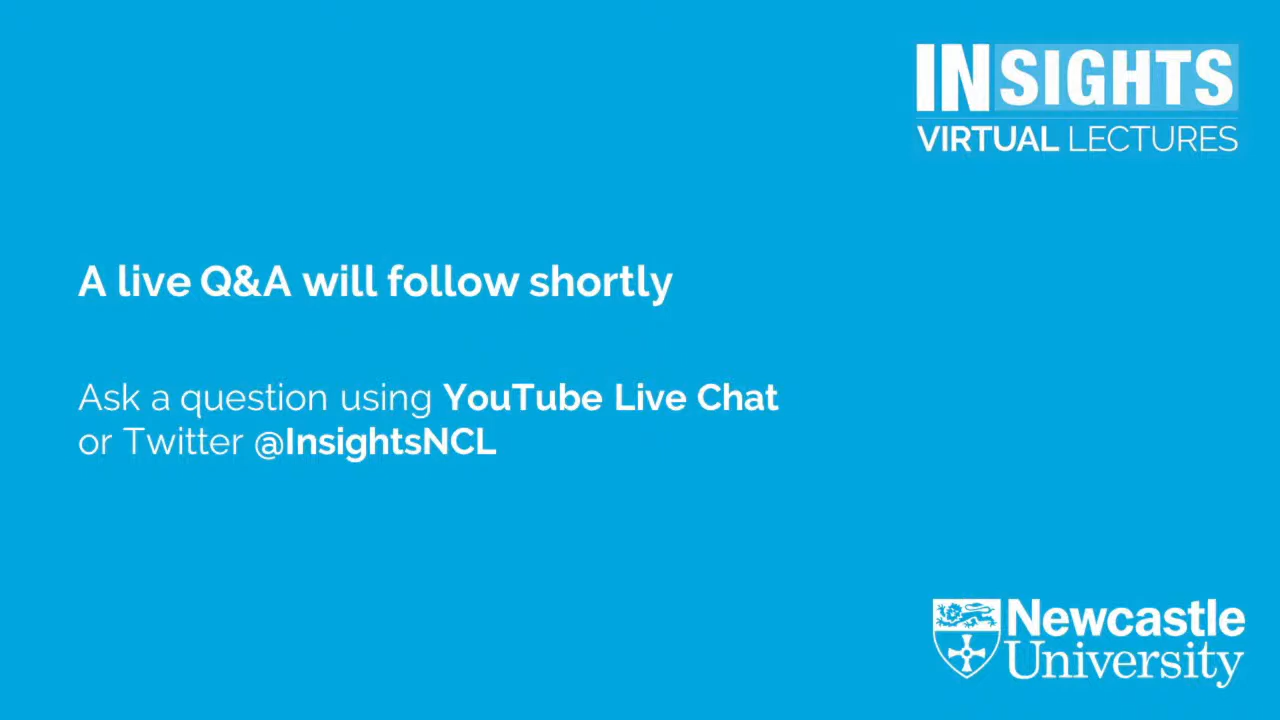 INSIGHTS
VIRTUAL LECTURES
A live Q&A will follow shortly
Ask a question using YouTube Live Chat
or Twitter @InsightsNCL
Newcastle
University